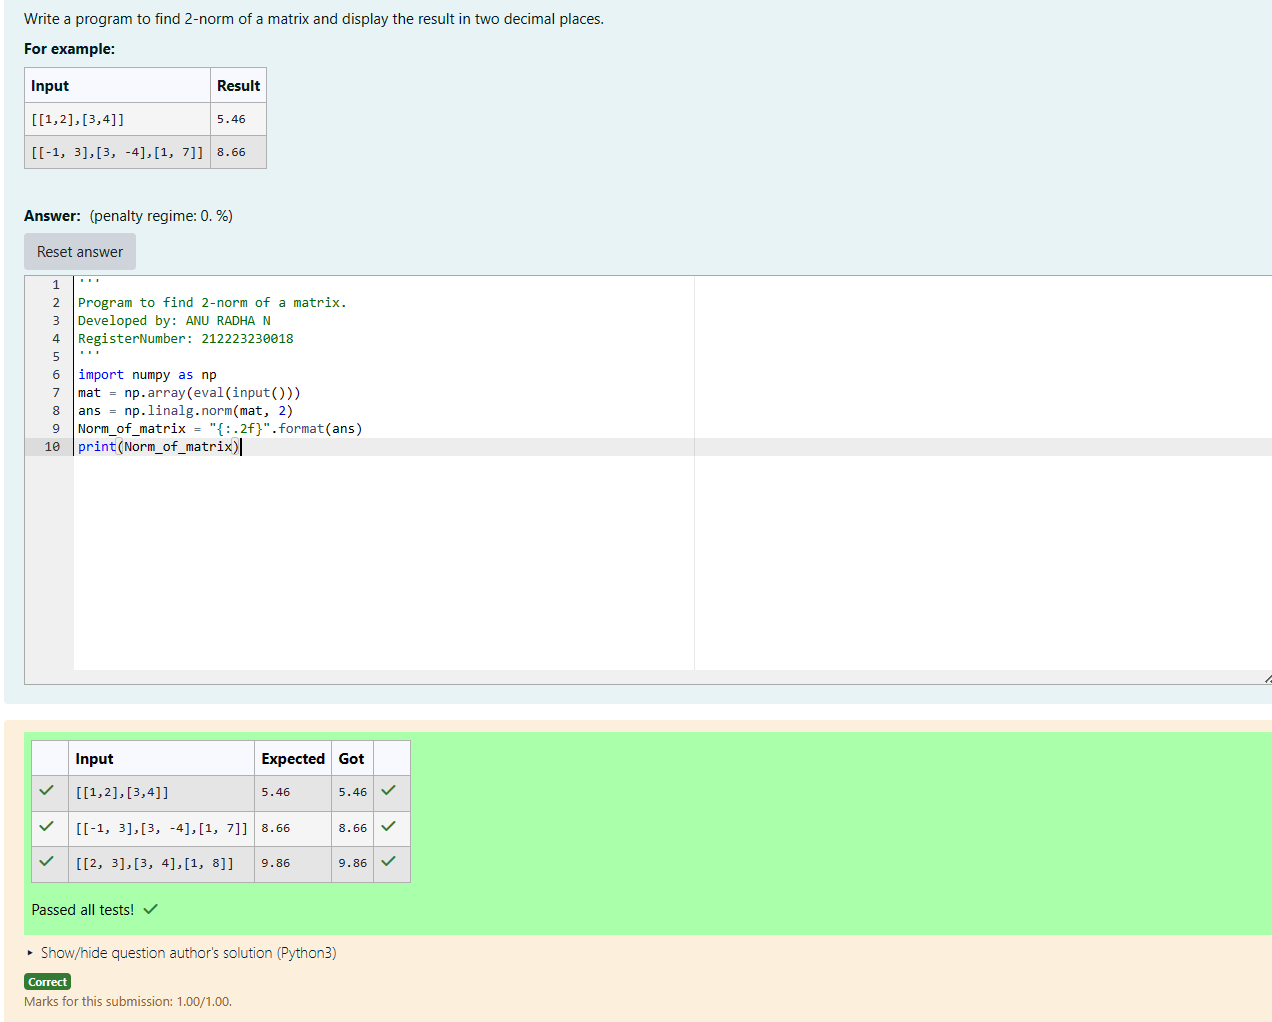 Write a program to find 2-norm of a matrix and display the result in two decimal places.
For example:
Input Result
[[1,2],[3,4]] 5.46
[[-1, 3],[3, -4],[1, 7]] 8.66
Answer: (penalty regime: 0. %)
Reset answer
1 '''
2 Program to find 2-norm of a matrix.
3 Developed by: ANU RADHA N
4 RegisterNumber: 212223230018
5 '''
6 import numpy as np
7 mat = np.array(eval(input()))
8 ans = np.linalg.norm(mat, 2)
9 Norm_of_matrix = "{:.2f}".format(ans)
10 print(Norm_of_matrix)
Input Expected Got
[[1,2],[3,4]] 5.46 5.46
[[-1, 3],[3, -4],[1, 7]] 8.66 8.66
[[2, 3],[3, 4],[1, 8]] 9.86 9.86
Passed all tests!
Show/hide question author's solution (Python3)
Correct
Marks for this submission: 1.00/1.00.